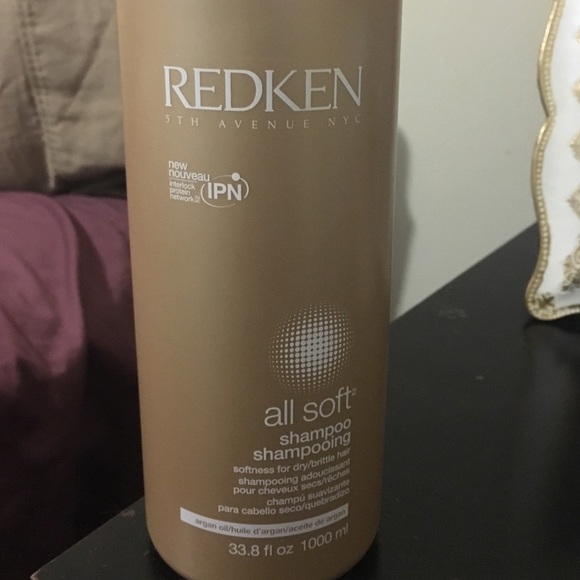 REDKEN
5TH AVENUE NYC
new
nouveau
interlock
protein
network
IPN
all soft
shampoo
shampooing
softness for dry/brittle hair
shampooing adoucissant
pour cheveux secs/rêches
champú suavizante
para cabello seco/quebradizo
argan oil/huile d'argan/aceite de argan
33.8 fl oz 1000 ml